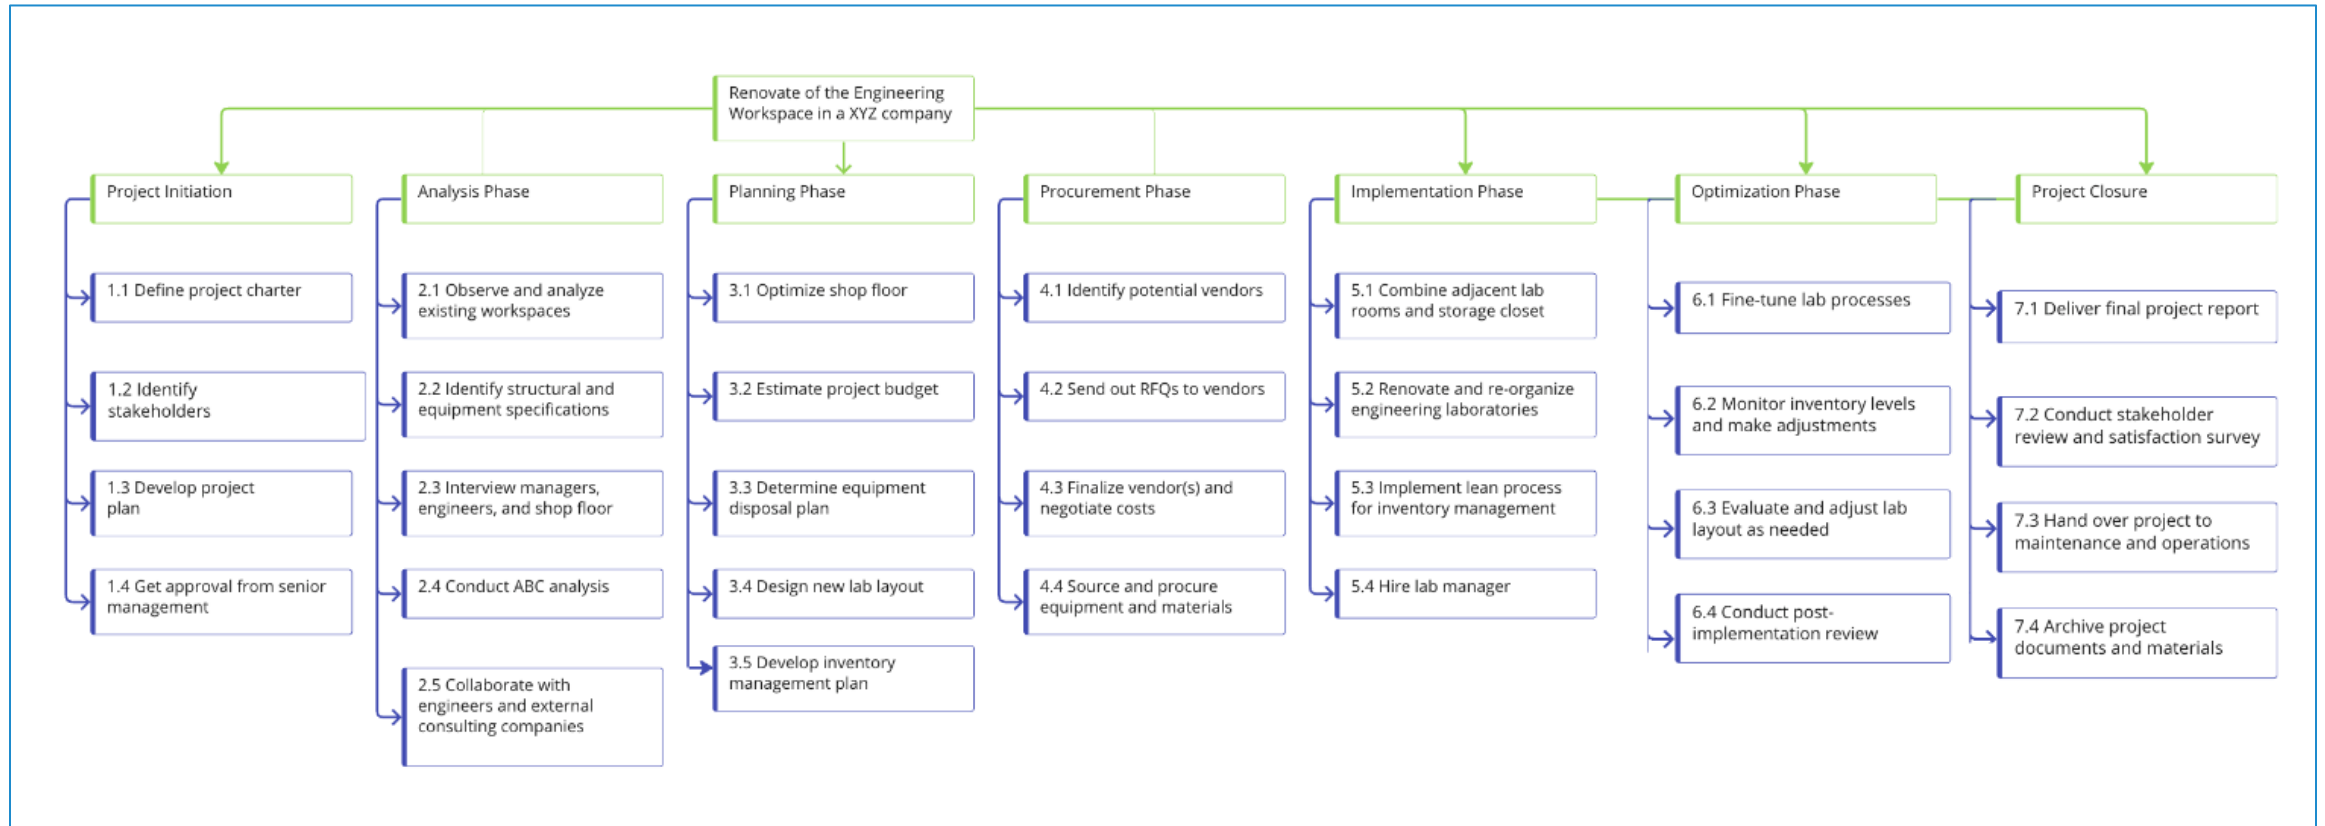 Renovate of the Engineering
Workspace in a XYZ company
Project Initiation
1.1 Define project charter
1.2 Identify
stakeholders
1.3 Develop project
plan
1.4 Get approval from senior
management
Analysis Phase
2.1 Observe and analyze
existing workspaces
2.2 Identify structural and
equipment specifications
2.3 Interview managers,
engineers, and shop floor
2.4 Conduct ABC analysis
2.5 Collaborate with
engineers and external
consulting companies
Planning Phase
3.1 Optimize shop floor
3.2 Estimate project budget
3.3 Determine equipment
disposal plan
3.4 Design new lab layout
3.5 Develop inventory
management plan
Procurement Phase
4.1 Identify potential vendors
4.2 Send out RFQs to vendors
4.3 Finalize vendor(s) and
negotiate costs
4.4 Source and procure
equipment and materials
Implementation Phase
5.1 Combine adjacent lab
rooms and storage closet
5.2 Renovate and re-organize
engineering laboratories
5.3 Implement lean process
for inventory management
5.4 Hire lab manager
Optimization Phase
6.1 Fine-tune lab processes
6.2 Monitor inventory levels
and make adjustments
6.3 Evaluate and adjust lab
layout as needed
6.4 Conduct post-
implementation review
Project Closure
7.1 Deliver final project report
7.2 Conduct stakeholder
review and satisfaction survey
7.3 Hand over project to
maintenance and operations
7.4 Archive project
documents and materials